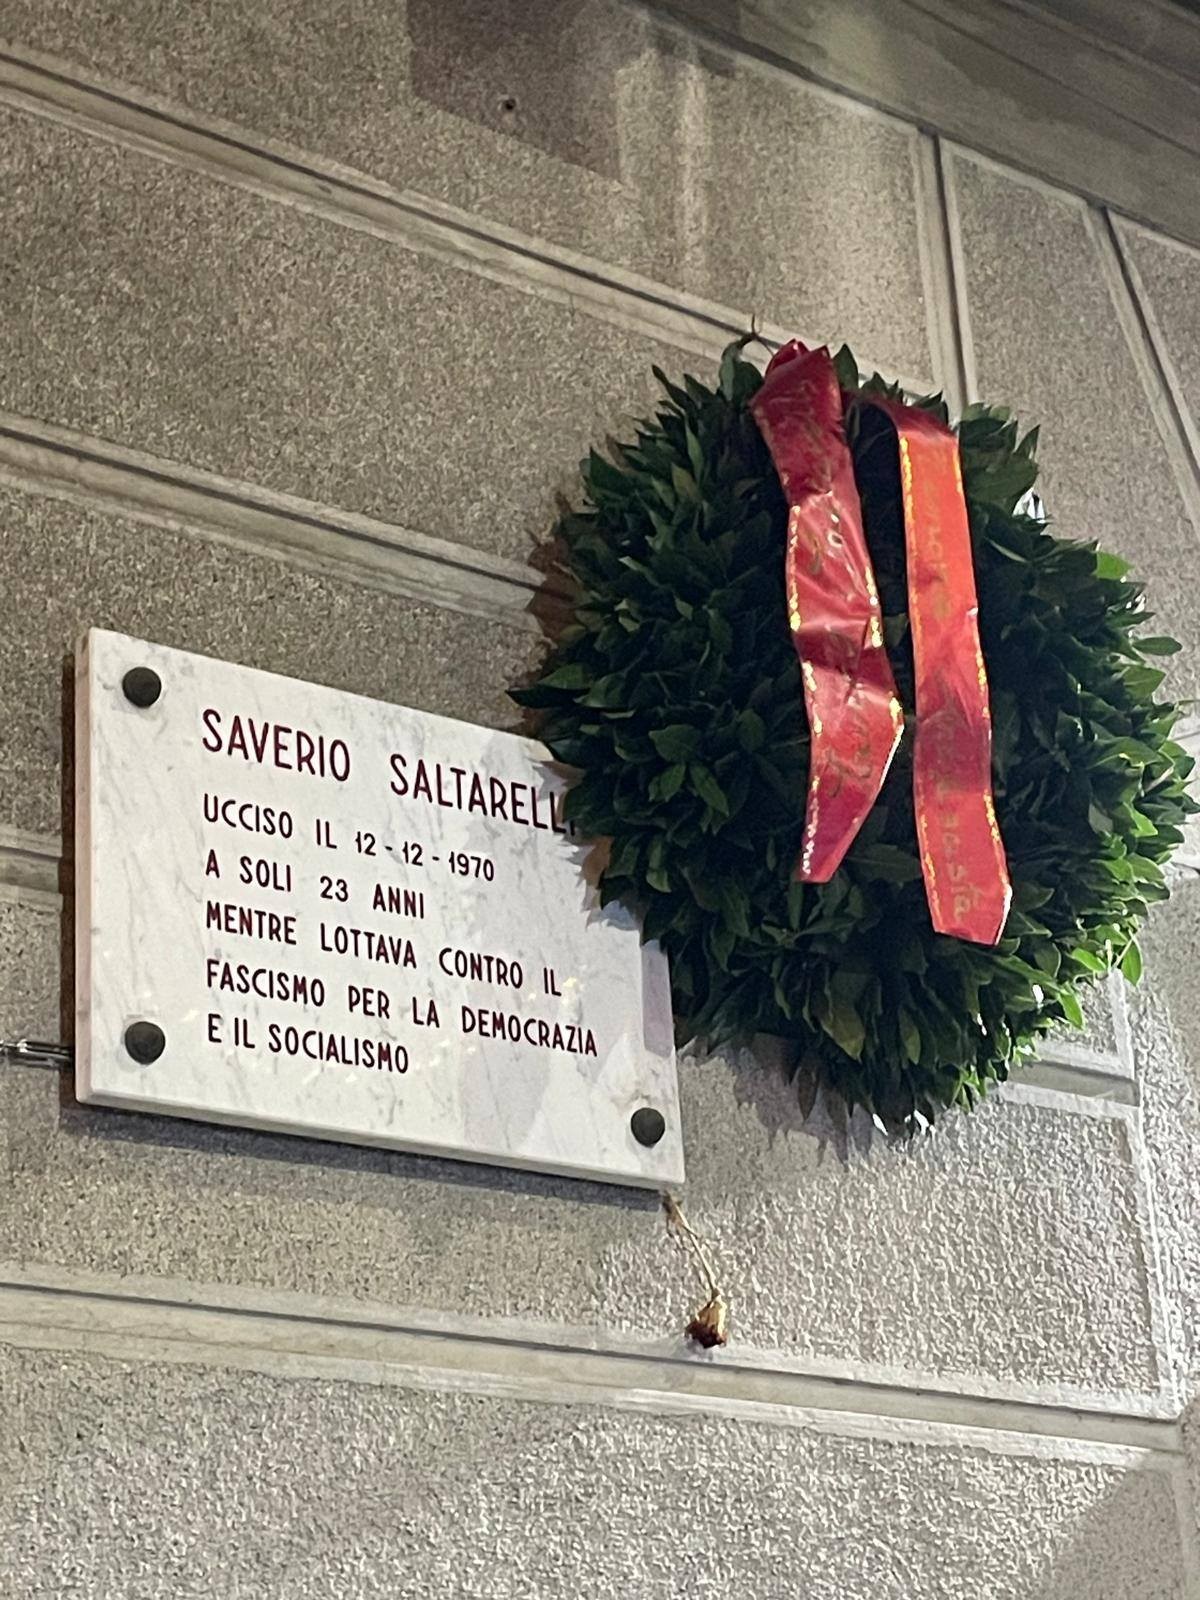 SAVERIO SALTARELLI
UCCISO IL 12-12-1970
A SOLI 23 ANNI
MENTRE LOTTAVA CONTRO IL
FASCISMO PER LA DEMOCRAZIA
E IL SOCIALISMO